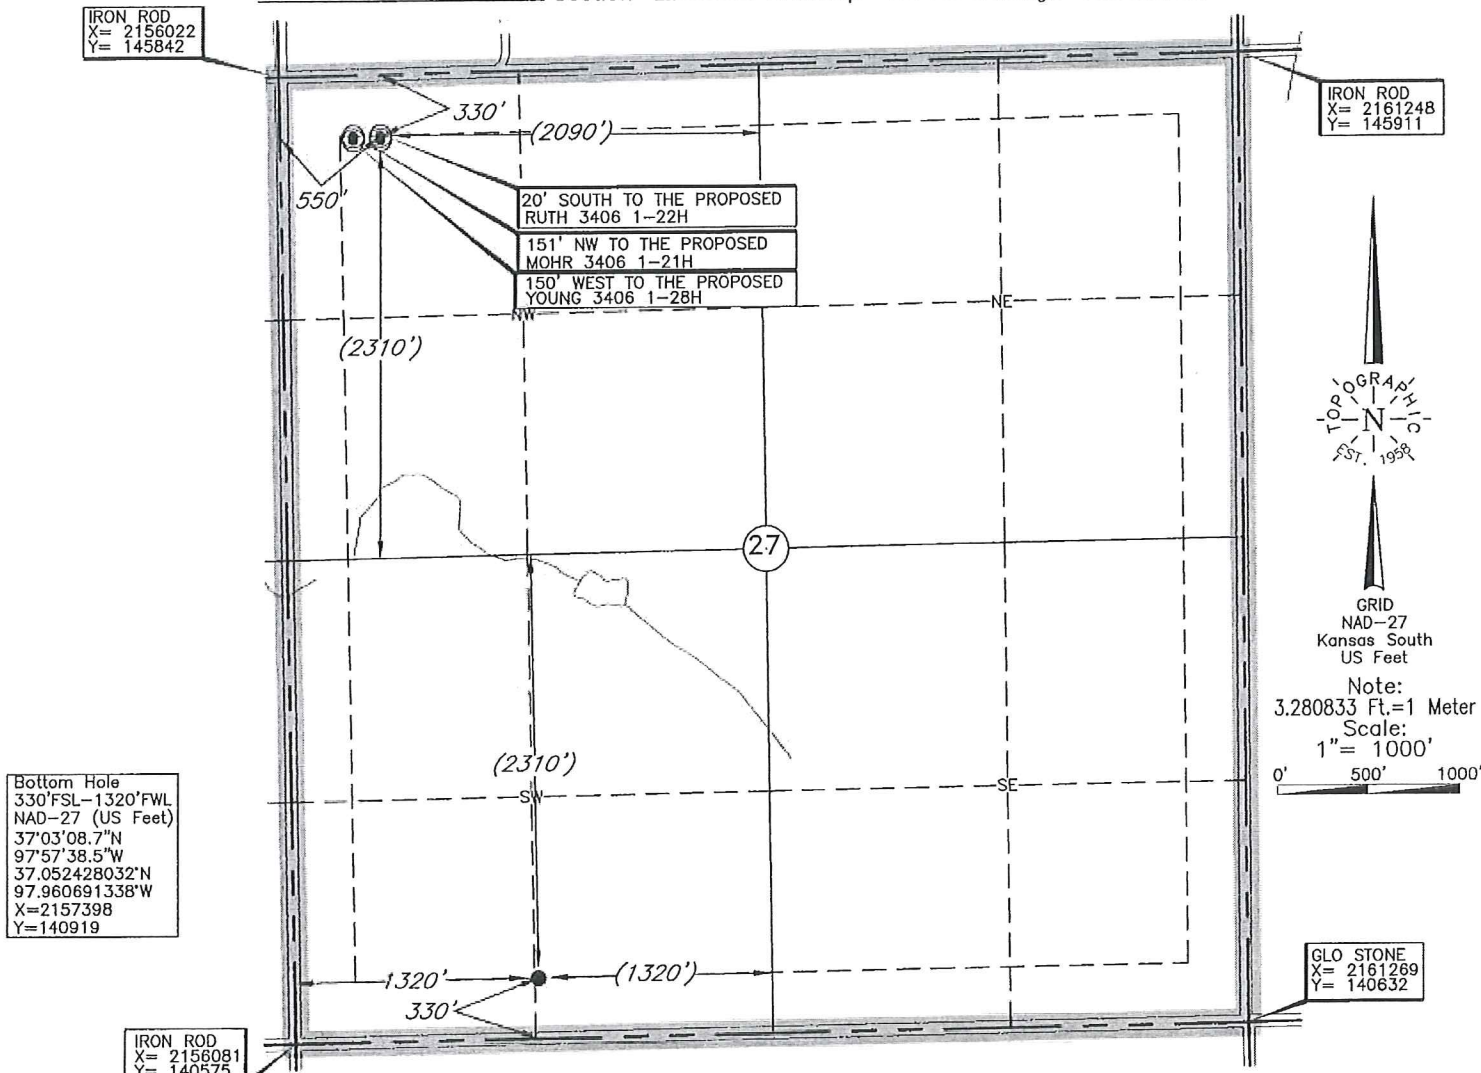 IRON ROD
X= 2156022
Y= 145842
IRON ROD
X= 2161248
Y= 145911
330'
(2090')
550'
20' SOUTH TO THE PROPOSED
RUTH 3406 1-22H
151' NW TO THE PROPOSED
MOHR 3406 1-21H
150' WEST TO THE PROPOSED
YOUNG 3406 1-28H
NW
NE
(2310')
TOPOGRAPHIC
N
EST. 1958
27
GRID
NAD-27
Kansas South
US Feet
Note:
3.280833 Ft.=1 Meter
Scale:
1"= 1000'
0' 500' 1000'
(2310')
SW
SE
Bottom Hole
330'FSL-1320'FWL
NAD-27 (US Feet)
37°03'08.7"N
97°57'38.5"W
37.052428032°N
97.960691338°W
X=2157398
Y=140919
1320'
(1320')
330'
GLO STONE
X= 2161269
Y= 140632
IRON ROD
X= 2156081
Y= 140575